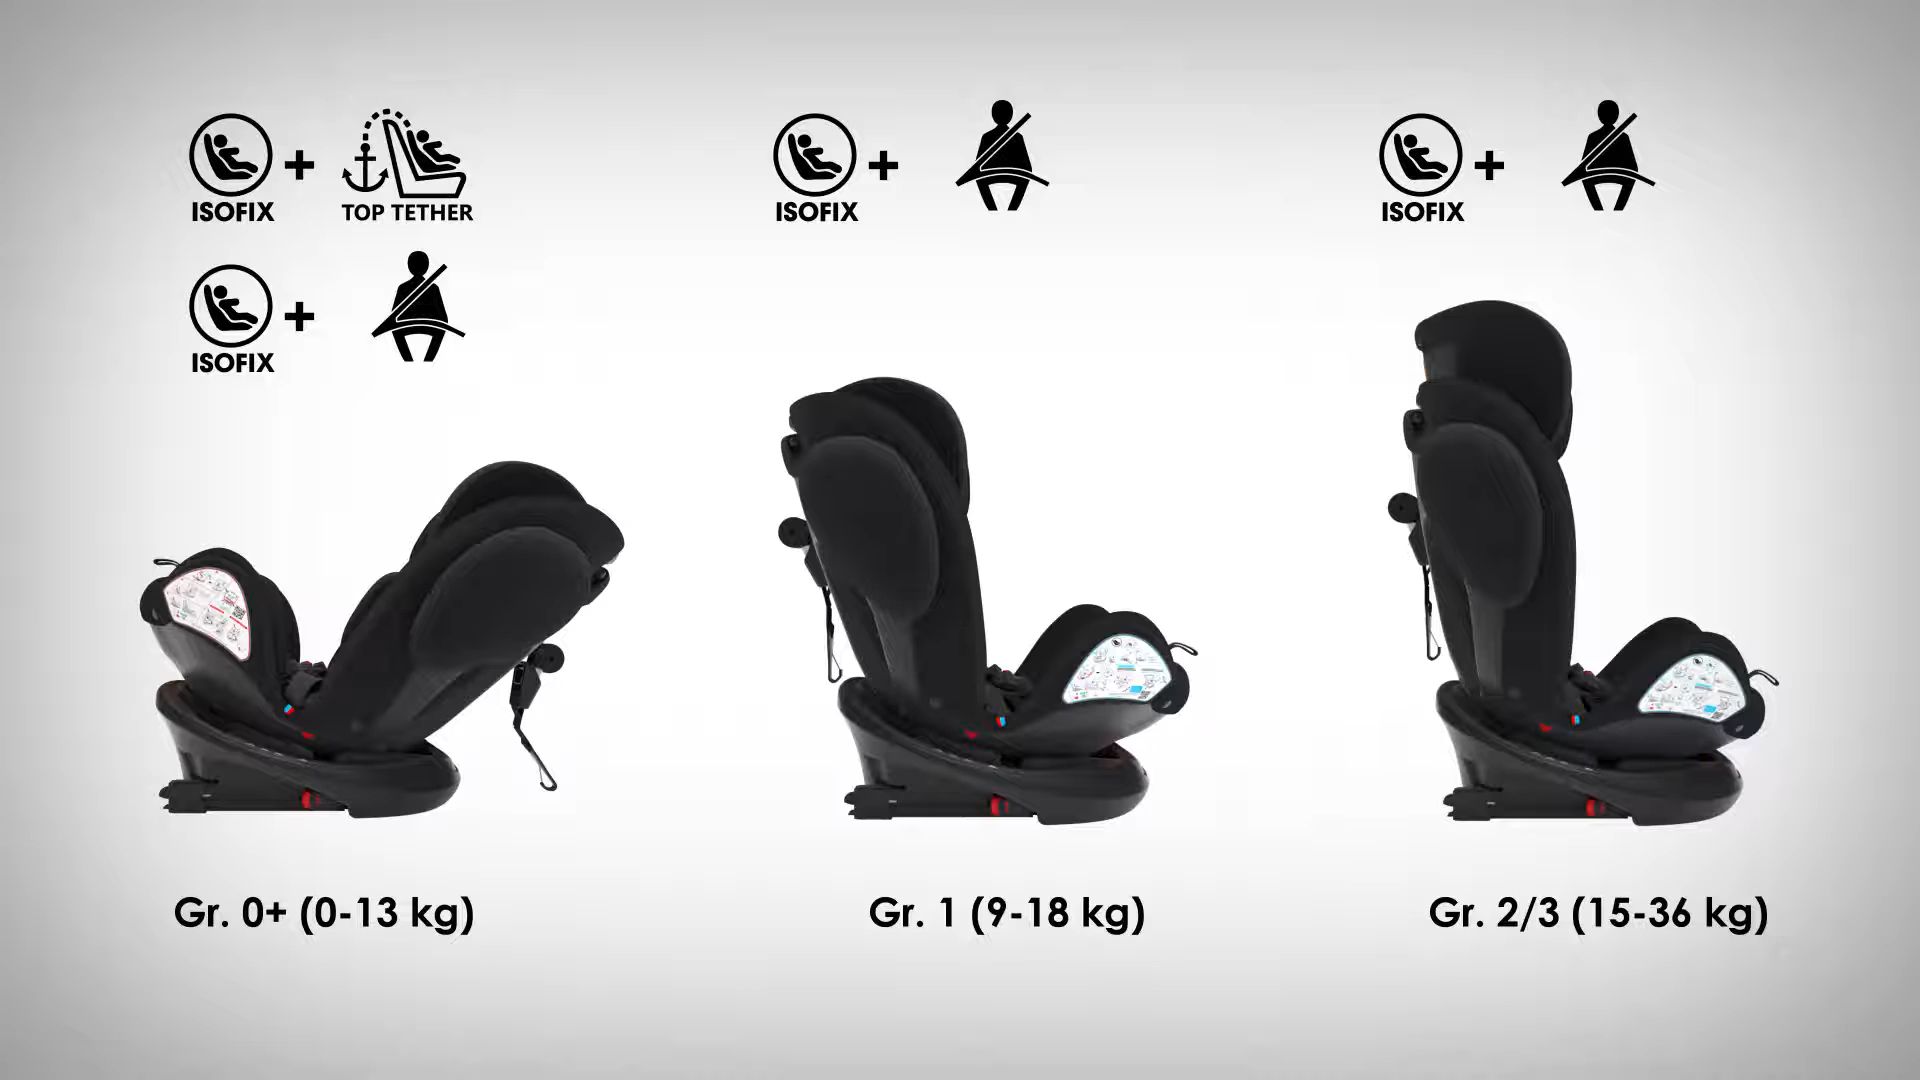 ISOFIX + TOP TETHER
ISOFIX +
ISOFIX +
ISOFIX +
Gr. 0+ (0-13 kg)
Gr. 1 (9-18 kg)
Gr. 2/3 (15-36 kg)